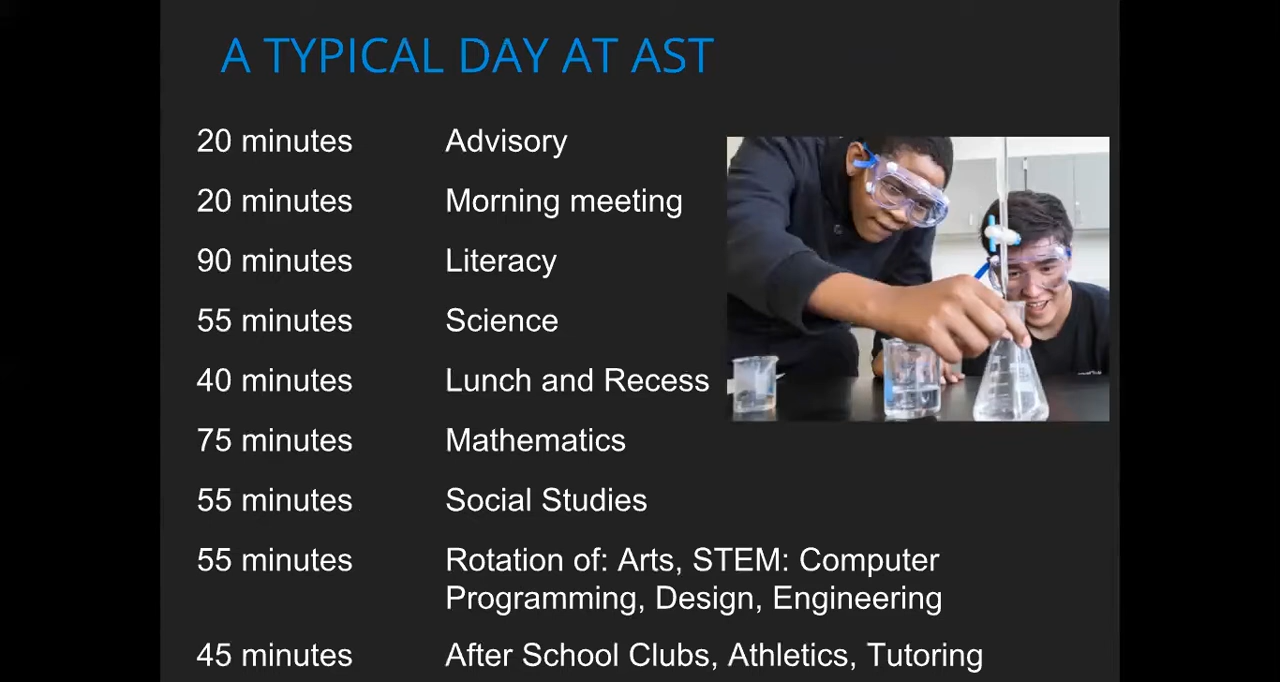 A TYPICAL DAY AT AST
20 minutes Advisory
20 minutes Morning meeting
90 minutes Literacy
55 minutes Science
40 minutes Lunch and Recess
75 minutes Mathematics
55 minutes Social Studies
55 minutes Rotation of: Arts, STEM: Computer
Programming, Design, Engineering
45 minutes After School Clubs, Athletics, Tutoring